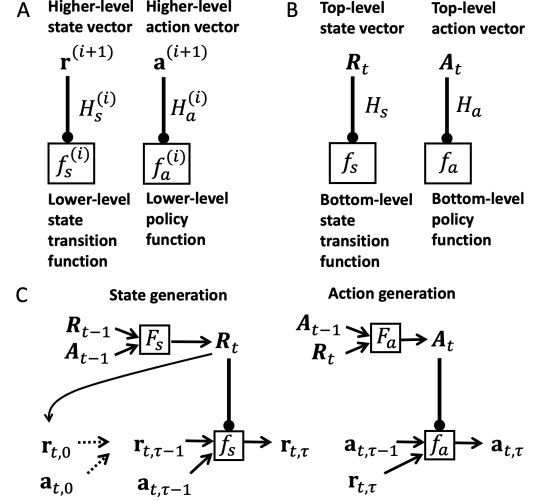 A
Higher-level state vector
Higher-level action vector
r^(i+1)
a^(i+1)
H_s^(i)
H_a^(i)
f_s^(i)
f_a^(i)
Lower-level state transition function
Lower-level policy function
B
Top-level state vector
Top-level action vector
R_t
A_t
H_s
H_a
f_s
f_a
Bottom-level state transition function
Bottom-level policy function
C
State generation
R_{t−1}
A_{t−1}
F_s
R_t
r_{t,0}
a_{t,0}
r_{t,τ−1}
a_{t,τ−1}
f_s
r_{t,τ}
Action generation
A_{t−1}
R_t
F_a
A_t
a_{t,τ−1}
r_{t,τ}
f_a
a_{t,τ}